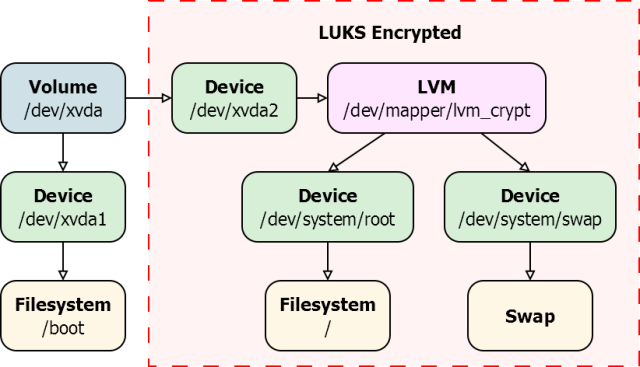 LUKS Encrypted
Volume
/dev/xvda
Device
/dev/xvda2
LVM
/dev/mapper/lvm_crypt
Device
/dev/xvda1
Device
/dev/system/root
Device
/dev/system/swap
Filesystem
/boot
Filesystem
/
Swap